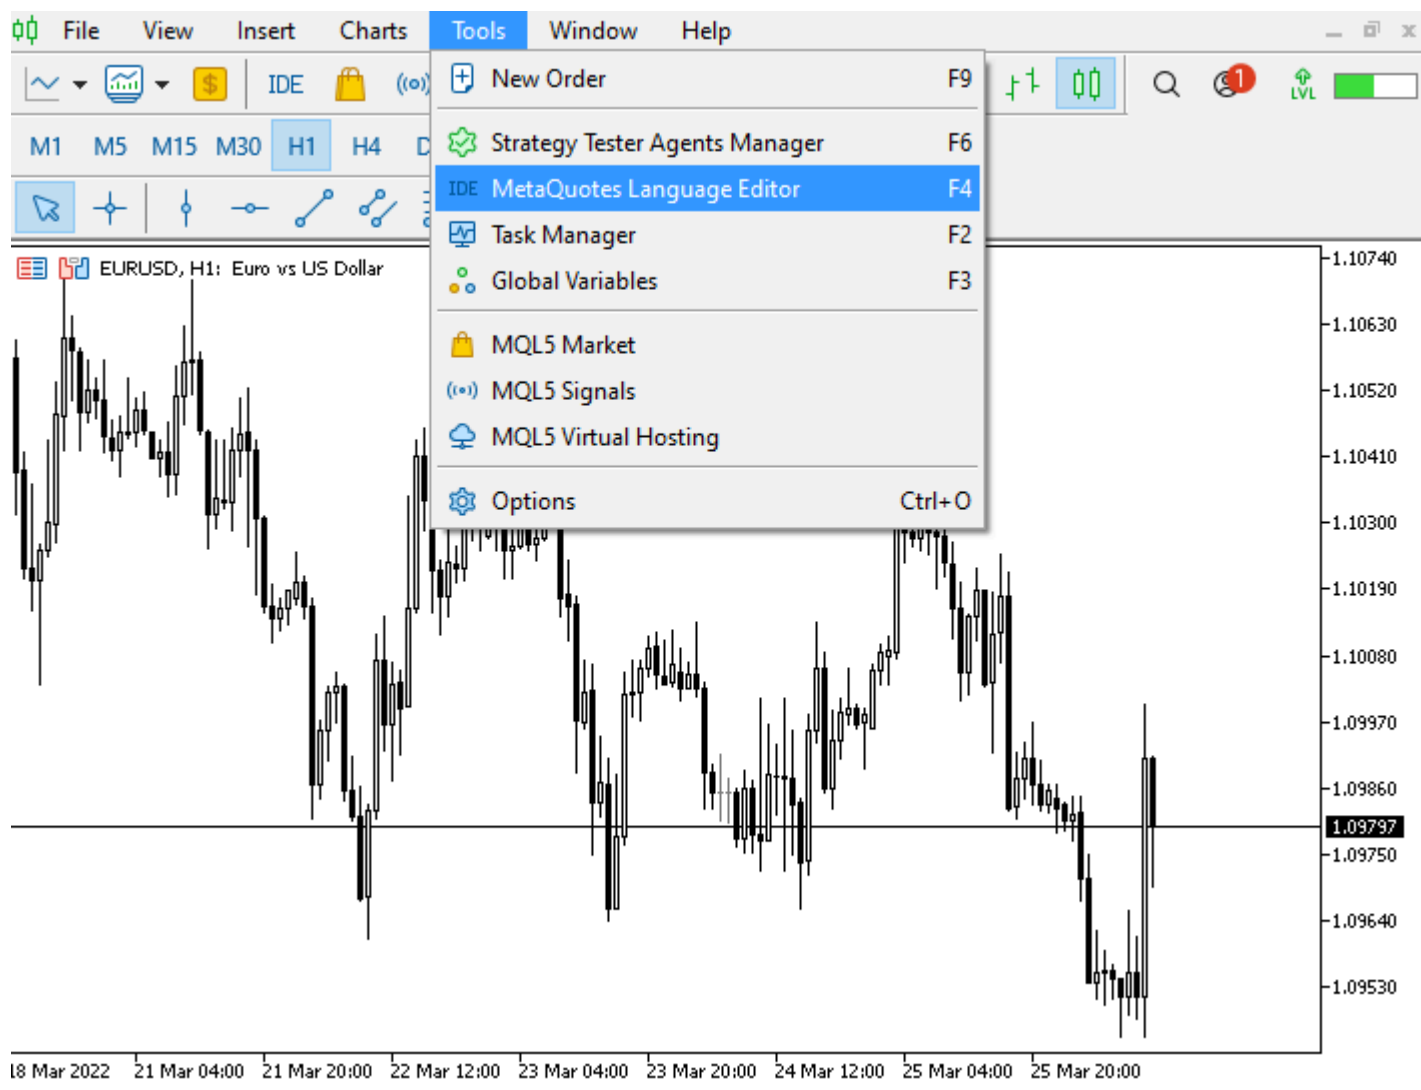 File View Insert Charts Tools Window Help
$ IDE 1 LVL
M1 M5 M15 M30 H1 H4 D
New Order F9
Strategy Tester Agents Manager F6
IDE MetaQuotes Language Editor F4
Task Manager F2
Global Variables F3
MQL5 Market
MQL5 Signals
MQL5 Virtual Hosting
Options Ctrl+O
EURUSD, H1: Euro vs US Dollar
1.10740
1.10630
1.10520
1.10410
1.10300
1.10190
1.10080
1.09970
1.09860
1.09797
1.09750
1.09640
1.09530
18 Mar 2022 21 Mar 04:00 21 Mar 20:00 22 Mar 12:00 23 Mar 04:00 23 Mar 20:00 24 Mar 12:00 25 Mar 04:00 25 Mar 20:00